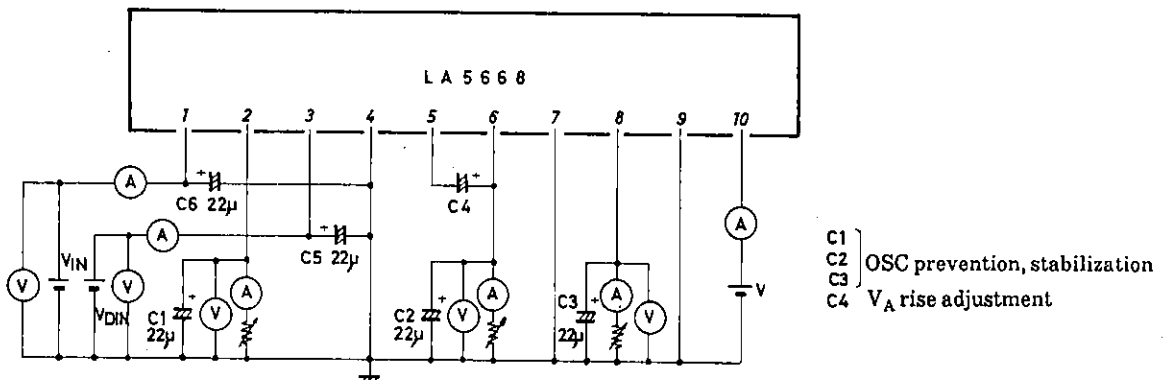 LA5668
1 2 3 4 5 6 7 8 9 10
A
+
C6 22μ
+
C4
A
A
+
C5 22μ
V
VIN
VDIN
V
C1
22μ
+
V
A
C2
22μ
+
V
A
C3
22μ
+
A
V
V
C1
C2 OSC prevention, stabilization
C3
C4 VA rise adjustment